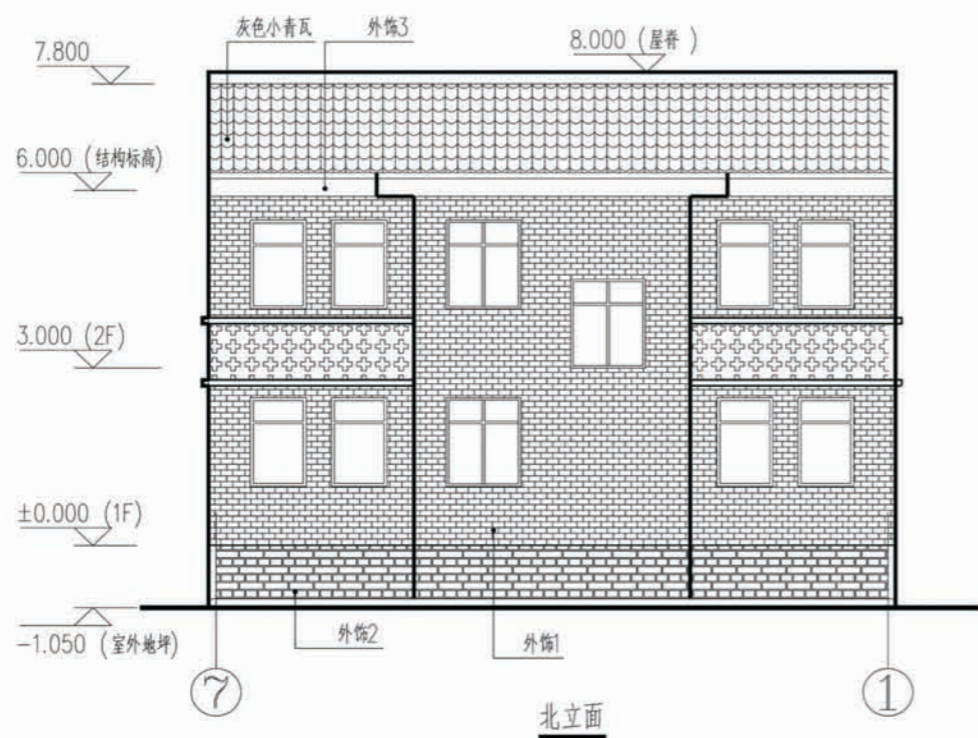 灰色小青瓦
外饰3
8.000 (屋脊)
7.800
6.000 (结构标高)
3.000 (2F)
±0.000 (1F)
-1.050 (室外地坪)
外饰2
外饰1
7
1
北立面